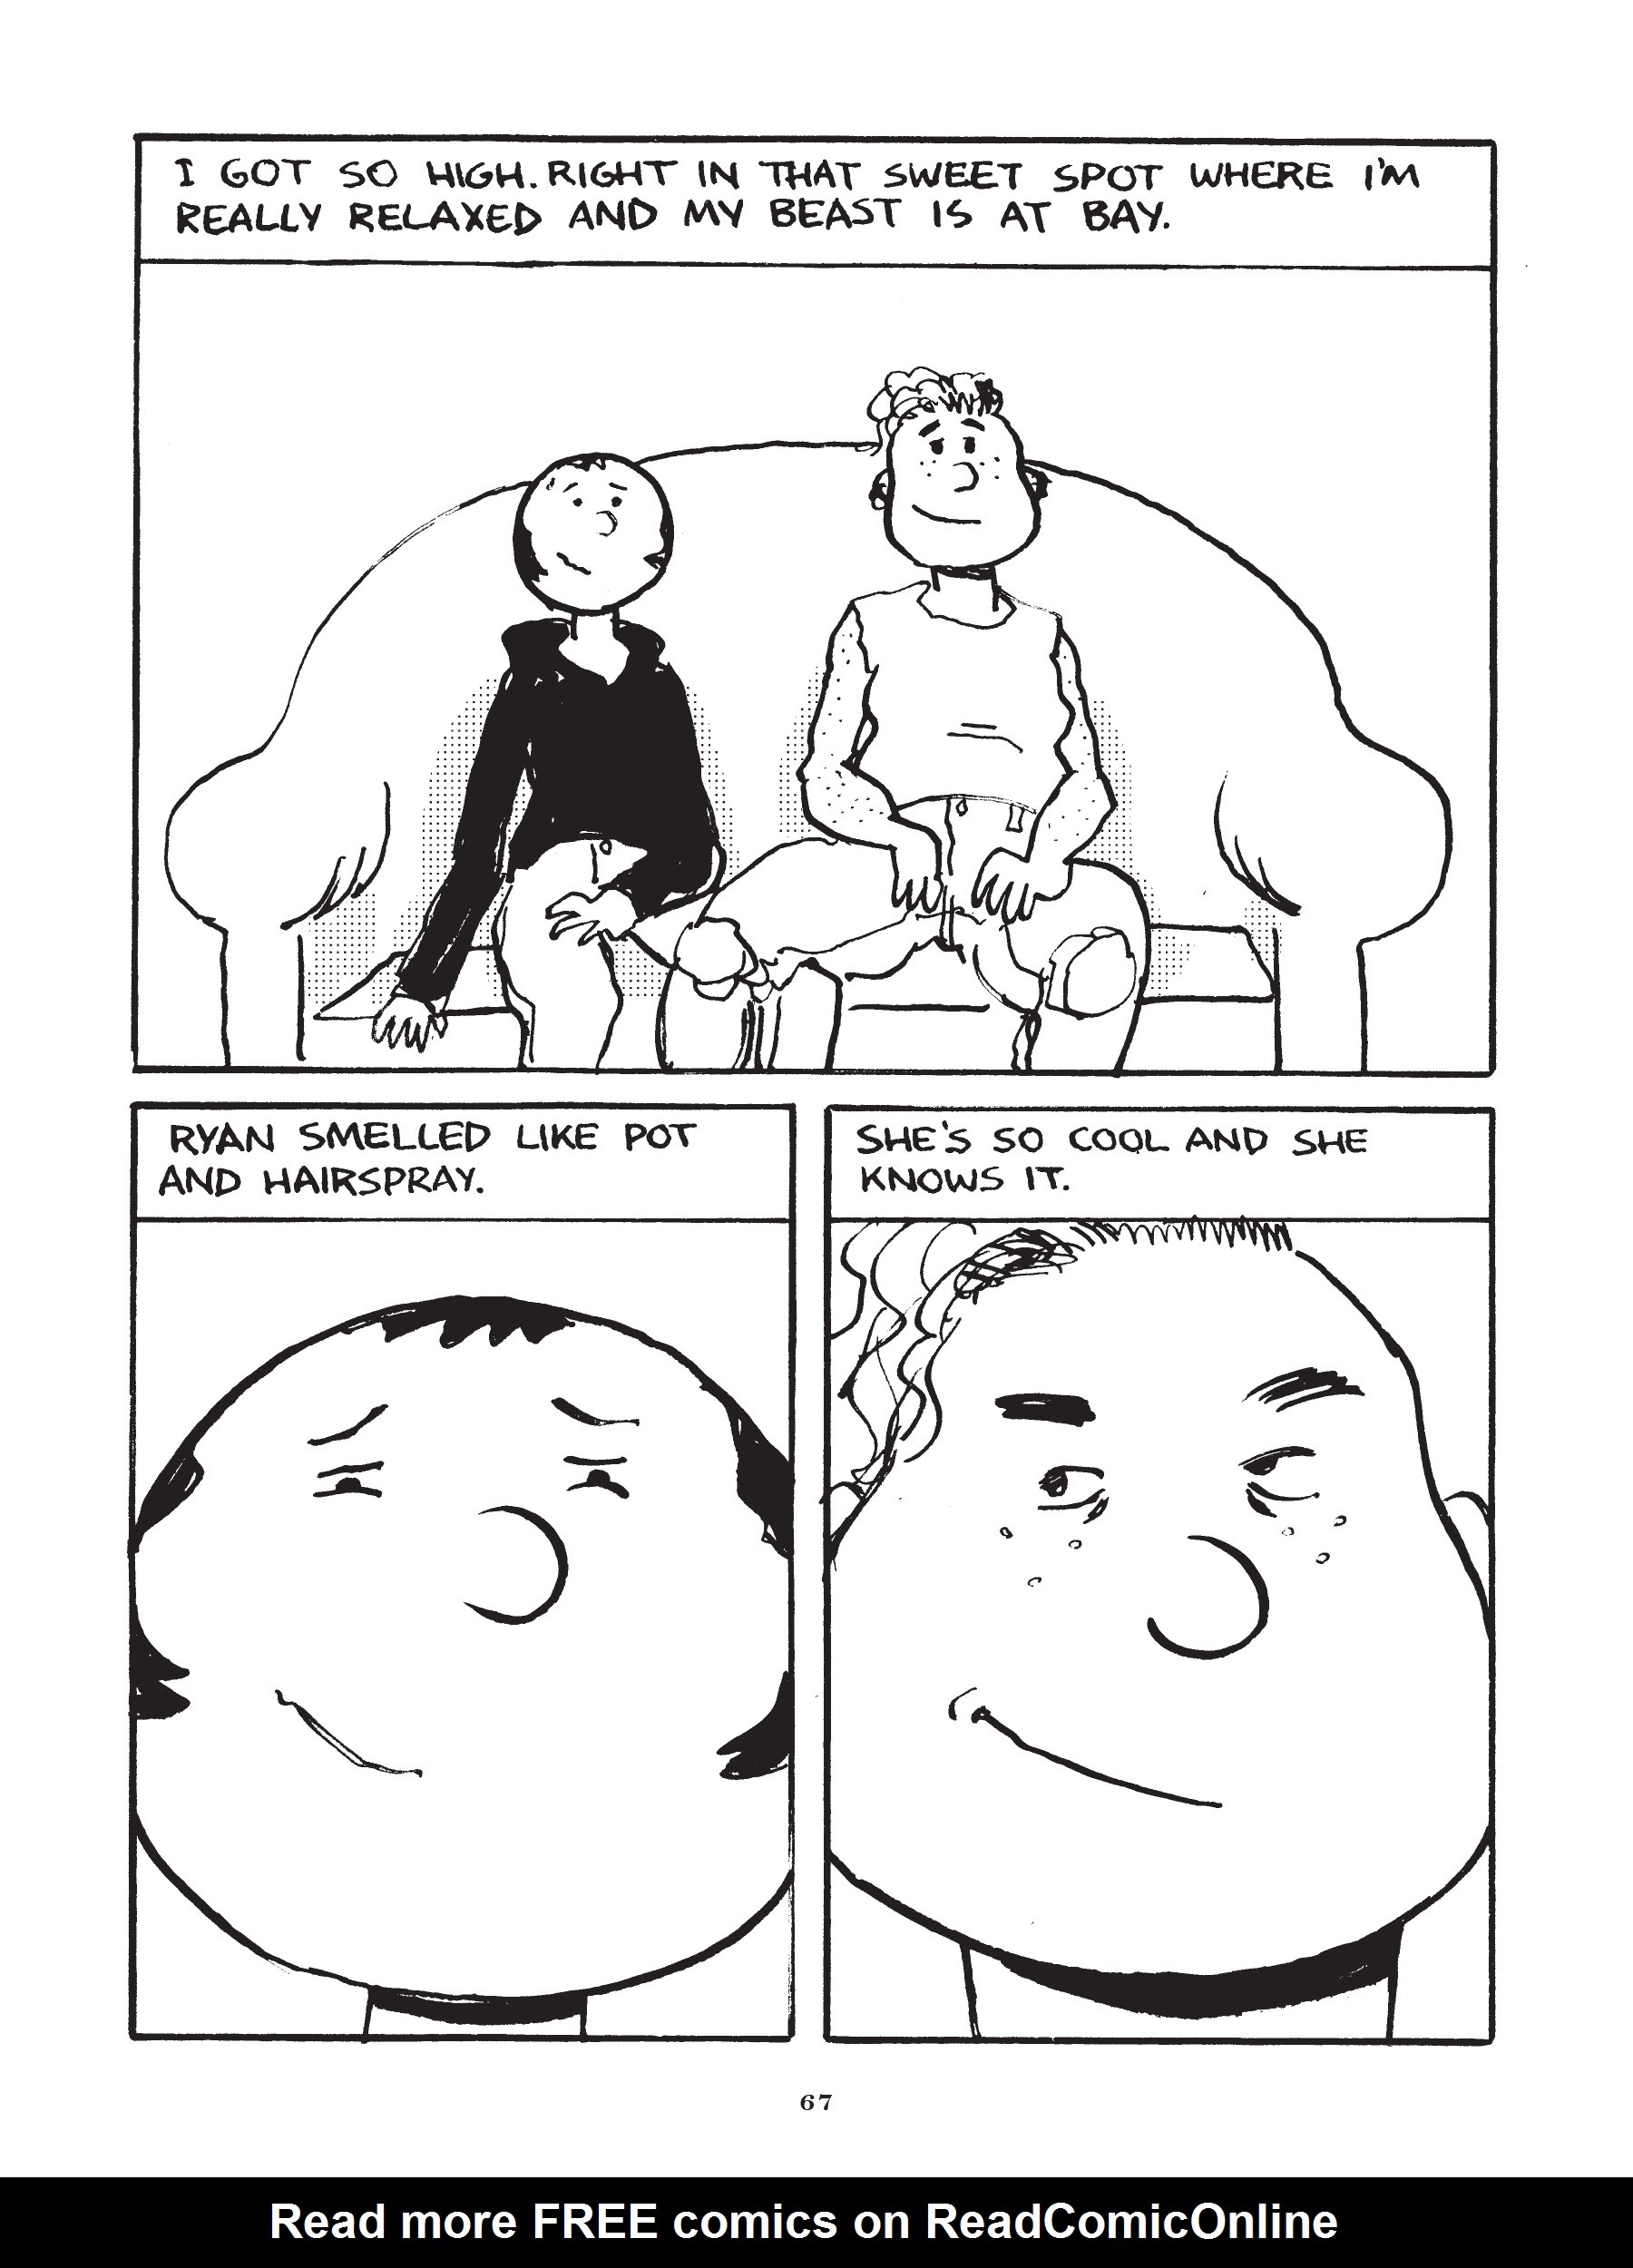 I GOT SO HIGH. RIGHT IN THAT SWEET SPOT WHERE I'M
REALLY RELAXED AND MY BEAST IS AT BAY.
RYAN SMELLED LIKE POT
AND HAIRSPRAY.
SHE'S SO COOL AND SHE
KNOWS IT.
67
Read more FREE comics on ReadComicOnline